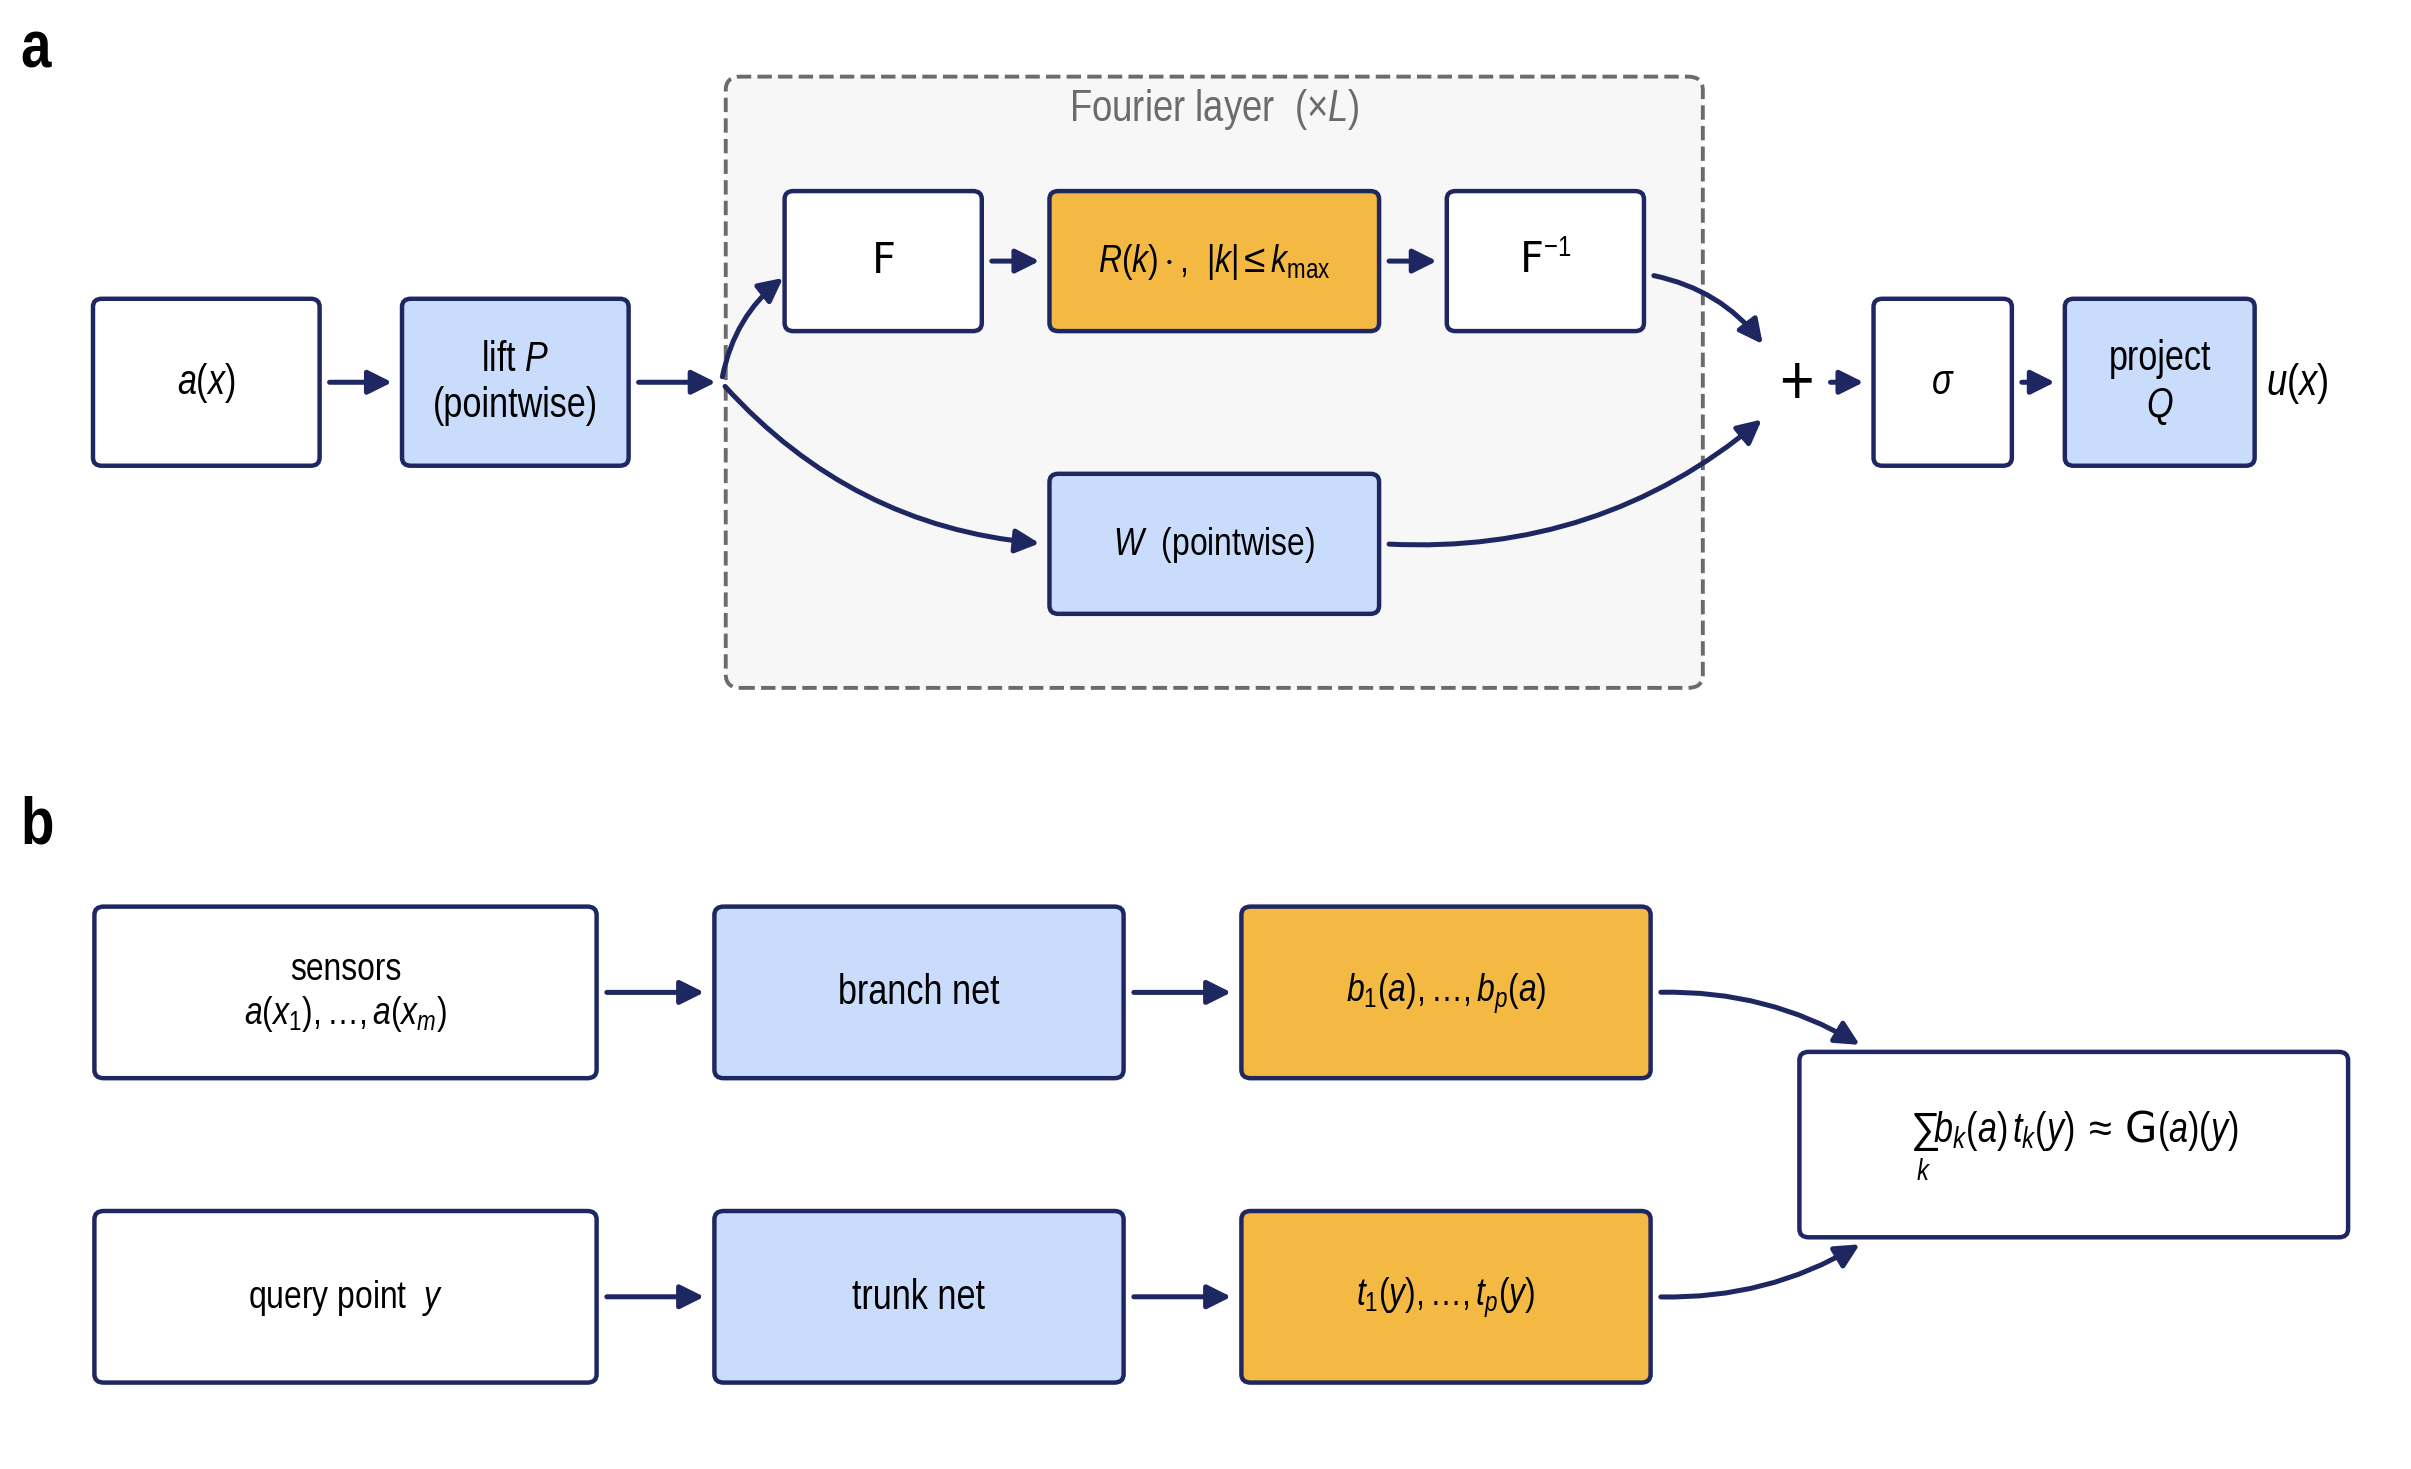 a
Fourier layer (×L)
F
R(k) · , |k| ≤ k_max
F⁻¹
a(x)
lift P
(pointwise)
+
σ
project
Q
u(x)
W (pointwise)
b
sensors
a(x₁), …, a(xₘ)
branch net
b₁(a), …, bₚ(a)
∑ₖ bₖ(a) tₖ(y) ≈ G(a)(y)
query point y
trunk net
t₁(y), …, tₚ(y)